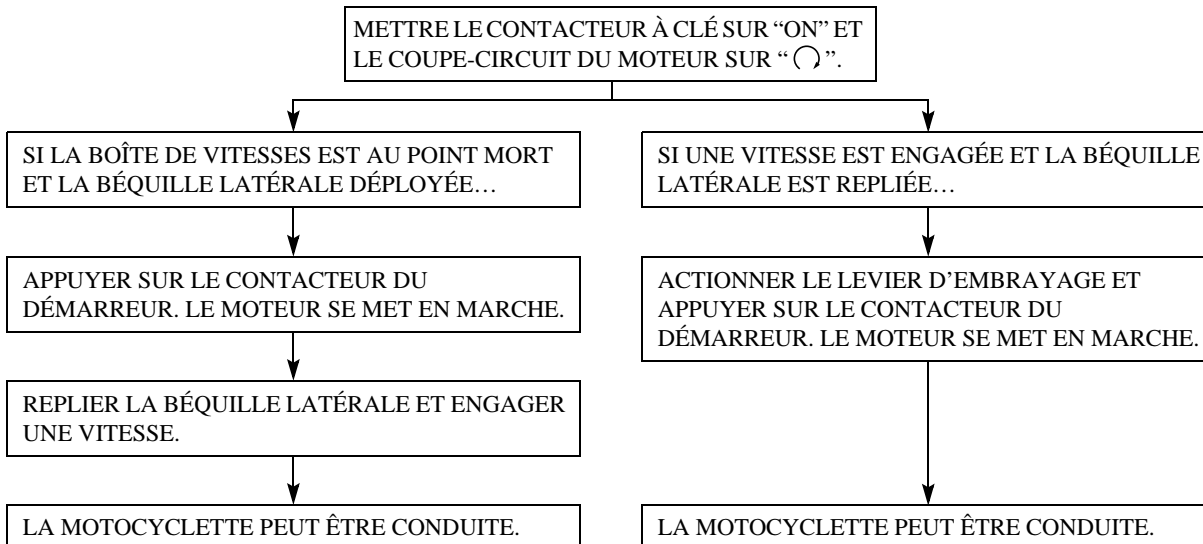 METTRE LE CONTACTEUR À CLÉ SUR “ON” ET
LE COUPE-CIRCUIT DU MOTEUR SUR “ ”.
SI LA BOÎTE DE VITESSES EST AU POINT MORT
ET LA BÉQUILLE LATÉRALE DÉPLOYÉE…
APPUYER SUR LE CONTACTEUR DU
DÉMARREUR. LE MOTEUR SE MET EN MARCHE.
REPLIER LA BÉQUILLE LATÉRALE ET ENGAGER
UNE VITESSE.
LA MOTOCYCLETTE PEUT ÊTRE CONDUITE.
SI UNE VITESSE EST ENGAGÉE ET LA BÉQUILLE
LATÉRALE EST REPLIÉE…
ACTIONNER LE LEVIER D’EMBRAYAGE ET
APPUYER SUR LE CONTACTEUR DU
DÉMARREUR. LE MOTEUR SE MET EN MARCHE.
LA MOTOCYCLETTE PEUT ÊTRE CONDUITE.